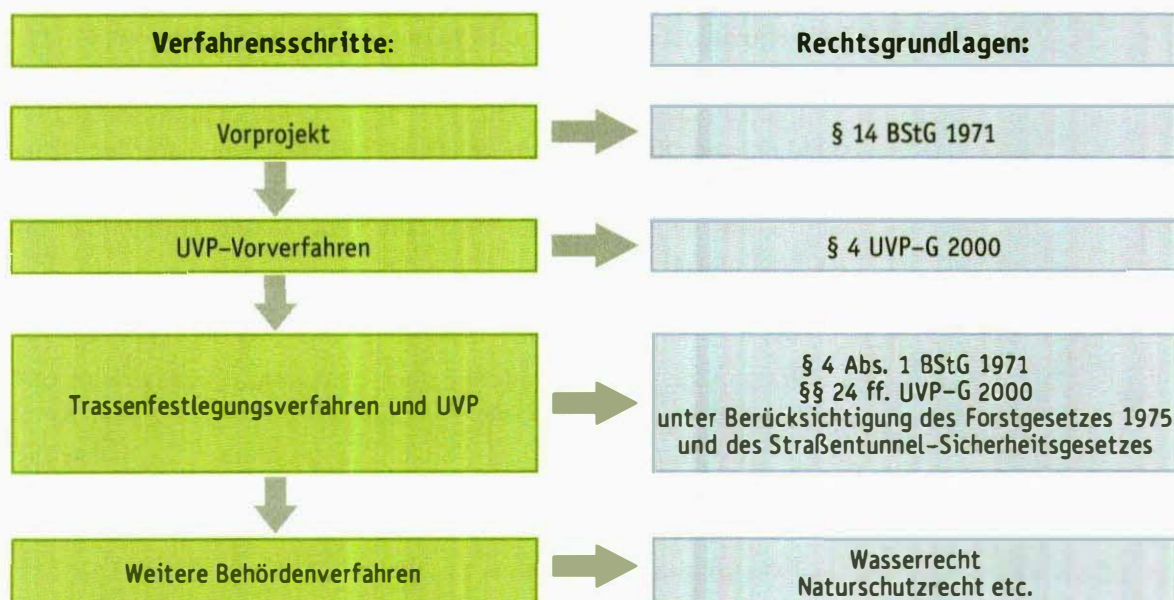 Verfahrensschritte:
Rechtsgrundlagen:
Vorprojekt
§ 14 BStG 1971
UVP-Vorverfahren
§ 4 UVP-G 2000
Trassenfestlegungsverfahren und UVP
§ 4 Abs. 1 BStG 1971
§§ 24 ff. UVP-G 2000
unter Berücksichtigung des Forstgesetzes 1975
und des Straßentunnel-Sicherheitsgesetzes
Weitere Behördenverfahren
Wasserrecht
Naturschutzrecht etc.